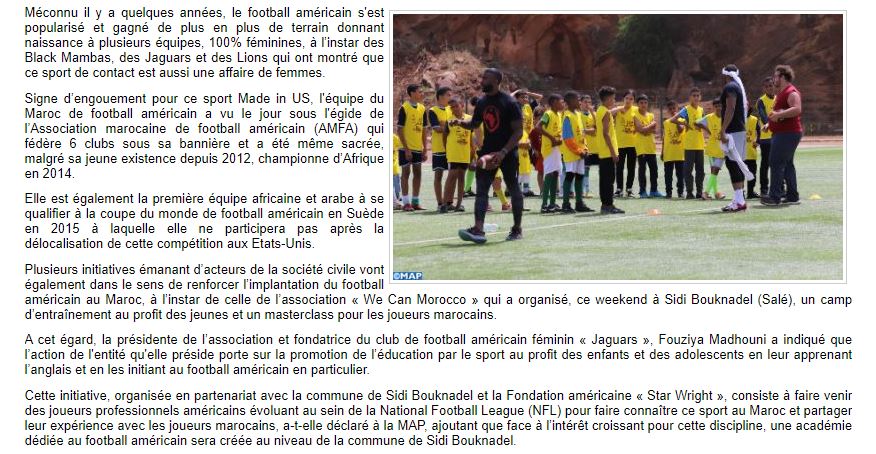 Méconnu il y a quelques années, le football américain s'est
popularisé et gagné de plus en plus de terrain donnant
naissance à plusieurs équipes, 100% féminines, à l'instar des
Black Mambas, des Jaguars et des Lions qui ont montré que
ce sport de contact est aussi une affaire de femmes.
Signe d'engouement pour ce sport Made in US, l'équipe du
Maroc de football américain a vu le jour sous l'égide de
l'Association marocaine de football américain (AMFA) qui
fédère 6 clubs sous sa bannière et a été même sacrée,
malgré sa jeune existence depuis 2012, championne d'Afrique
en 2014.
Elle est également la première équipe africaine et arabe à se
qualifier à la coupe du monde de football américain en Suède
en 2015 à laquelle elle ne participera pas après la
délocalisation de cette compétition aux Etats-Unis.
©MAP
Plusieurs initiatives émanant d'acteurs de la société civile vont
également dans le sens de renforcer l'implantation du football
américain au Maroc, à l'instar de celle de l'association « We Can Morocco » qui a organisé, ce weekend à Sidi Bouknadel (Salé), un camp
d'entraînement au profit des jeunes et un masterclass pour les joueurs marocains.
A cet égard, la présidente de l'association et fondatrice du club de football américain féminin « Jaguars », Fouziya Madhouni a indiqué que
l'action de l'entité qu'elle préside porte sur la promotion de l'éducation par le sport au profit des enfants et des adolescents en leur apprenant
l'anglais et en les initiant au football américain en particulier.
Cette initiative, organisée en partenariat avec la commune de Sidi Bouknadel et la Fondation américaine « Star Wright », consiste à faire venir
des joueurs professionnels américains évoluant au sein de la National Football League (NFL) pour faire connaître ce sport au Maroc et partager
leur expérience avec les joueurs marocains, a-t-elle déclaré à la MAP, ajoutant que face à l'intérêt croissant pour cette discipline, une académie
dédiée au football américain sera créée au niveau de la commune de Sidi Bouknadel.